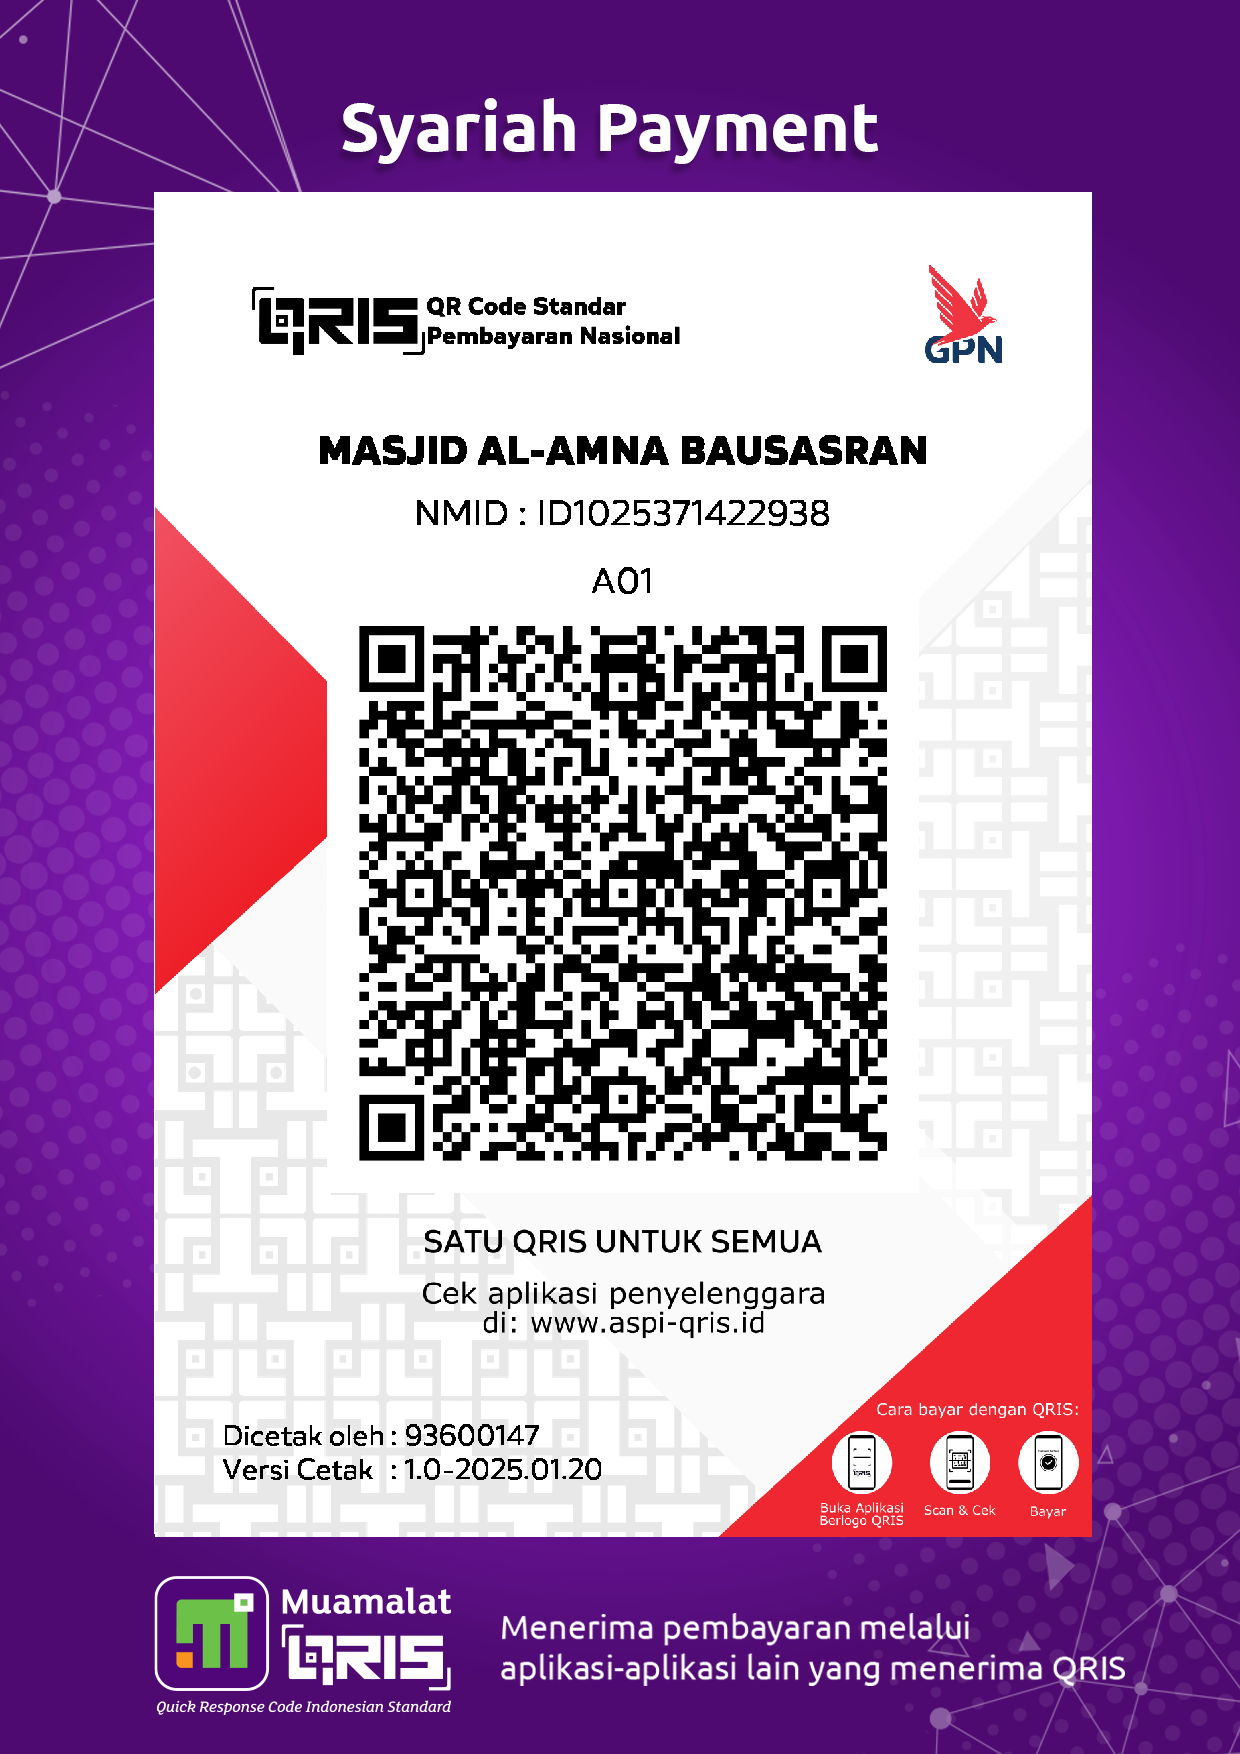 Syariah Payment
QRIS QR Code Standar
Pembayaran Nasional
GPN
MASJID AL-AMNA BAUSASRAN
NMID : ID1025371422938
A01
SATU QRIS UNTUK SEMUA
Cek aplikasi penyelenggara
di: www.aspi-qris.id
Dicetak oleh : 93600147
Versi Cetak : 1.0-2025.01.20
Cara bayar dengan QRIS:
Buka Aplikasi
Berlogo QRIS
Scan & Cek
Bayar
Muamalat
QRIS
Quick Response Code Indonesian Standard
Menerima pembayaran melalui
aplikasi-aplikasi lain yang menerima QRIS